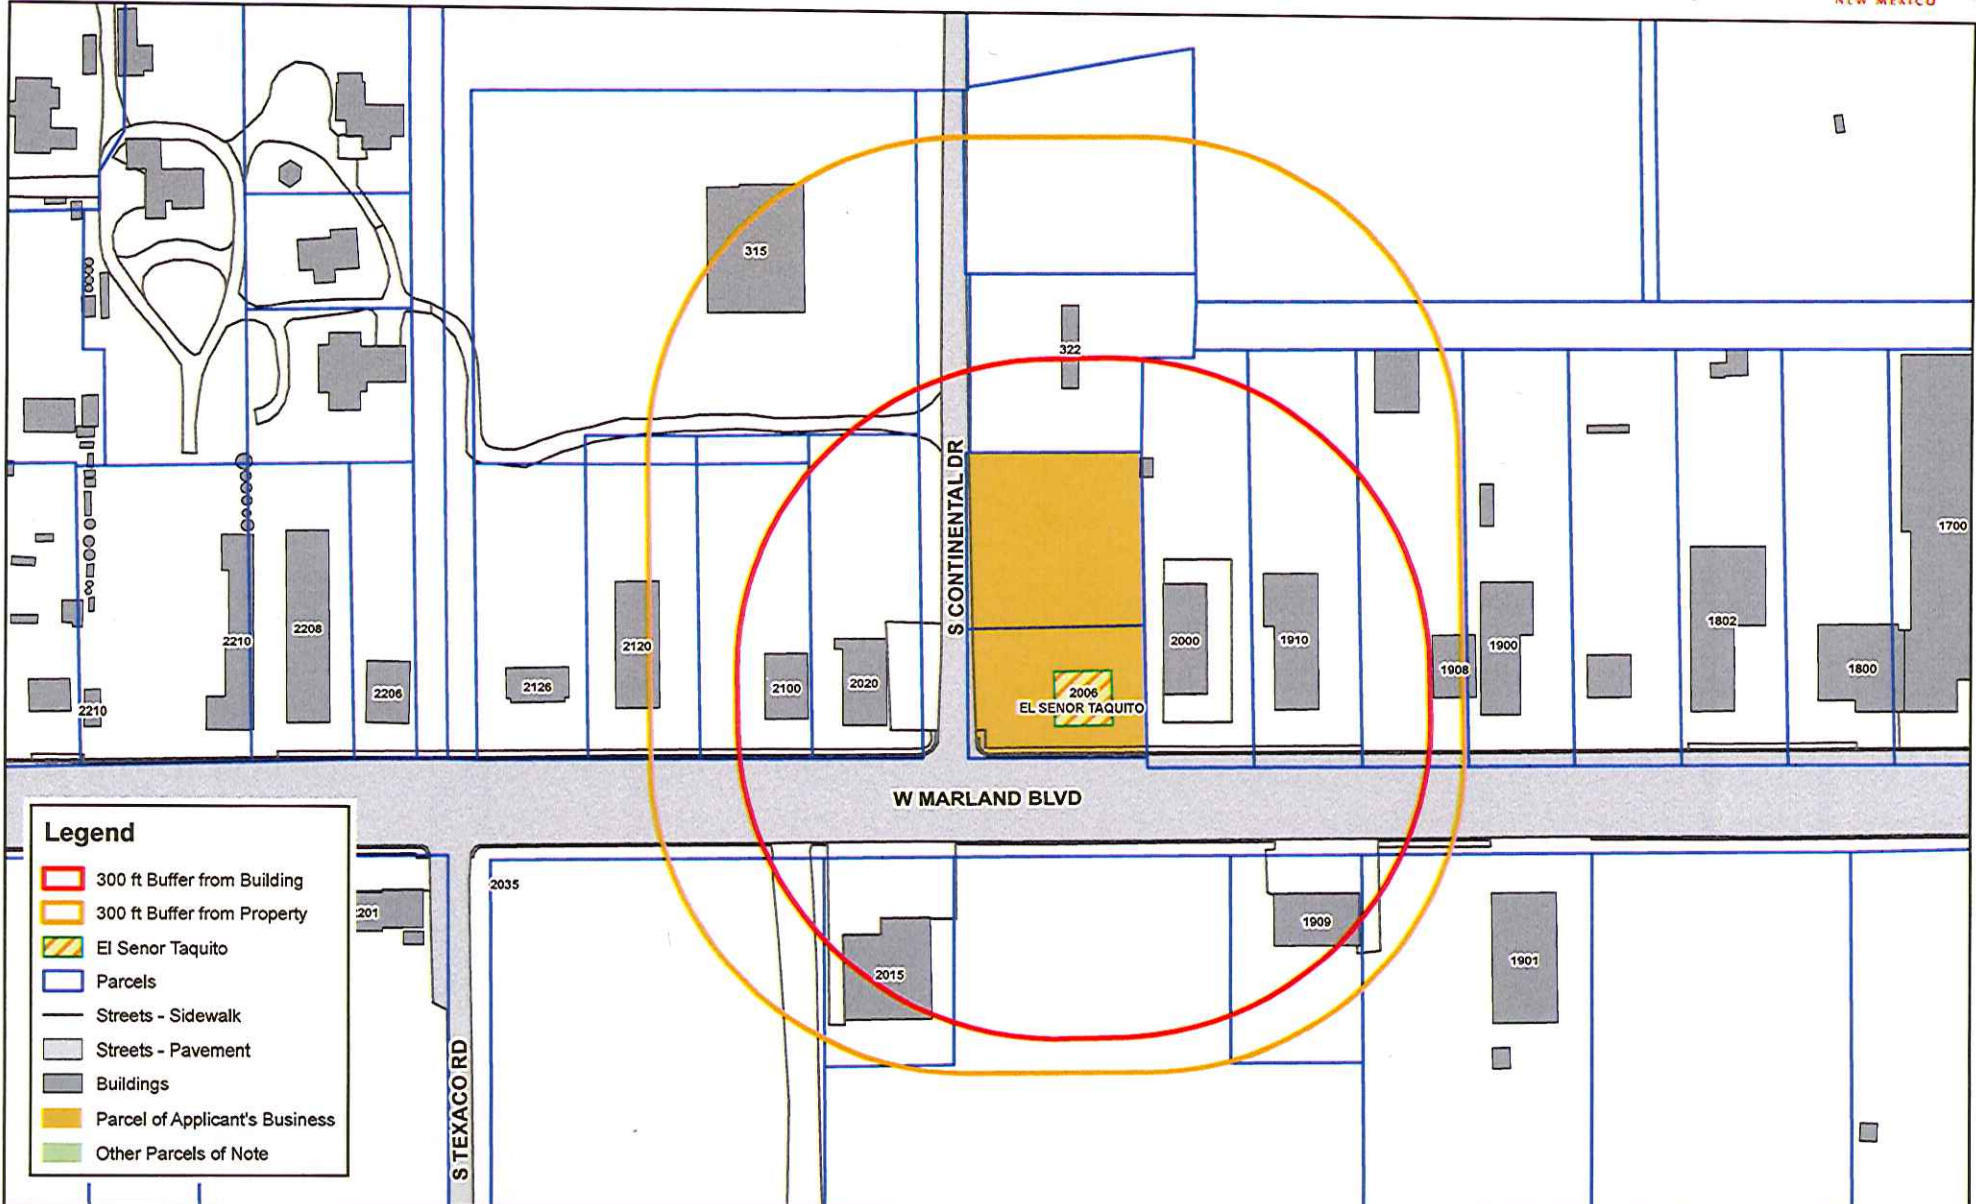 NEW MEXICO
315
322
S CONTINENTAL DR
1700
2210
2208
2206
2126
2120
2100
2020
2006
EL SENOR TAQUITO
2000
1910
1908
1900
1802
1800
2210
W MARLAND BLVD
Legend
300 ft Buffer from Building
300 ft Buffer from Property
El Senor Taquito
Parcels
Streets - Sidewalk
Streets - Pavement
Buildings
Parcel of Applicant's Business
Other Parcels of Note
2201
2035
S TEXACO RD
2015
1909
1901